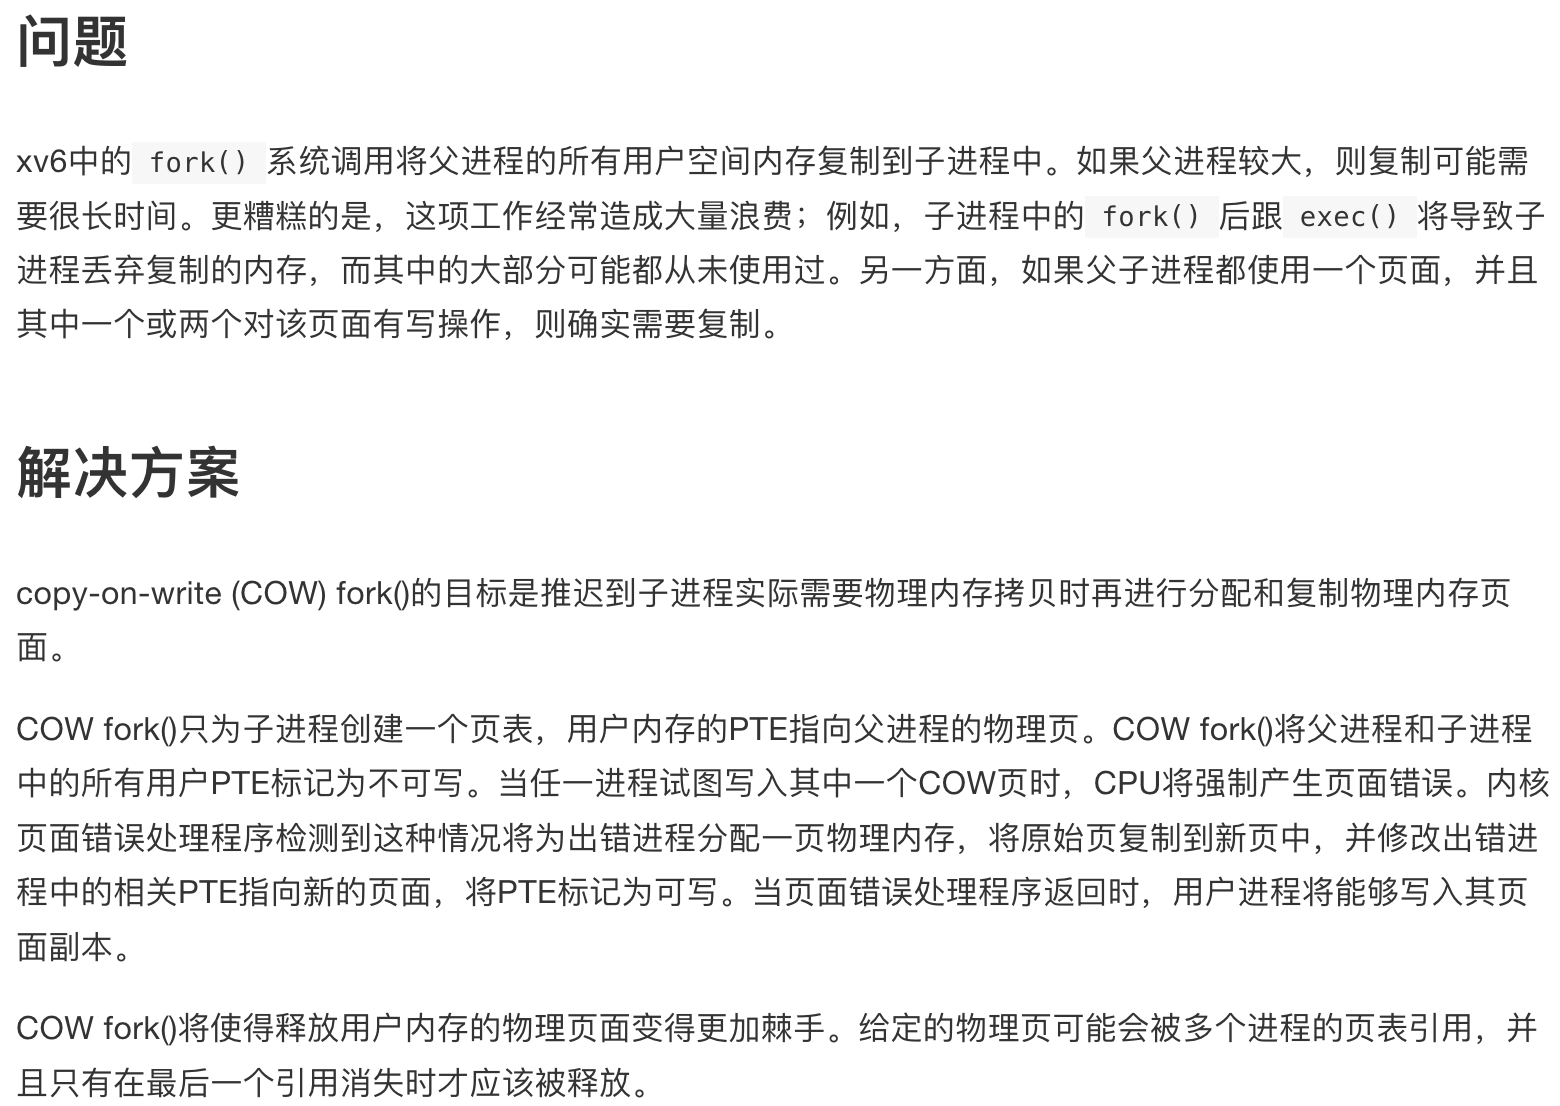 问题
xv6中的 fork() 系统调用将父进程的所有用户空间内存复制到子进程中。如果父进程较大，则复制可能需
要很长时间。更糟糕的是，这项工作经常造成大量浪费；例如，子进程中的 fork() 后跟 exec() 将导致子
进程丢弃复制的内存，而其中的大部分可能都从未使用过。另一方面，如果父子进程都使用一个页面，并且
其中一个或两个对该页面有写操作，则确实需要复制。
解决方案
copy-on-write (COW) fork()的目标是推迟到子进程实际需要物理内存拷贝时再进行分配和复制物理内存页
面。
COW fork()只为子进程创建一个页表，用户内存的PTE指向父进程的物理页。COW fork()将父进程和子进程
中的所有用户PTE标记为不可写。当任一进程试图写入其中一个COW页时，CPU将强制产生页面错误。内核
页面错误处理程序检测到这种情况将为出错进程分配一页物理内存，将原始页复制到新页中，并修改出错进
程中的相关PTE指向新的页面，将PTE标记为可写。当页面错误处理程序返回时，用户进程将能够写入其页
面副本。
COW fork()将使得释放用户内存的物理页面变得更加棘手。给定的物理页可能会被多个进程的页表引用，并
且只有在最后一个引用消失时才应该被释放。